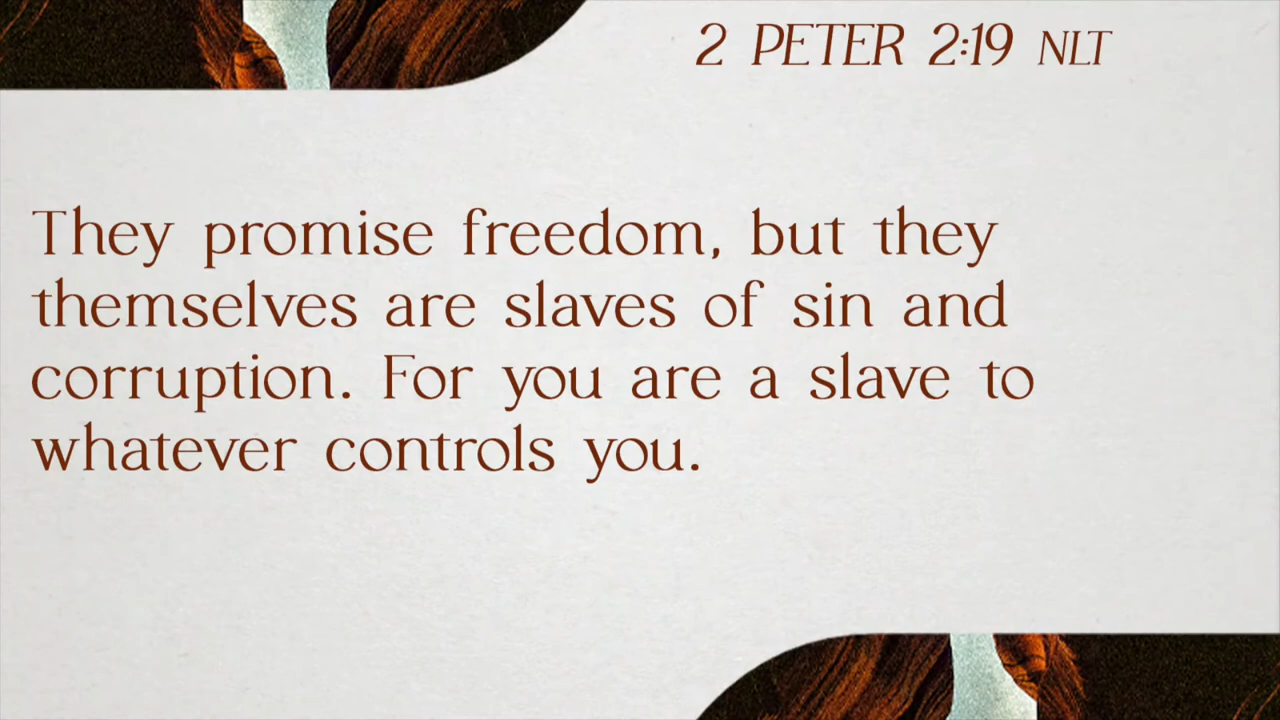 2 PETER 2:19 NLT
They promise freedom, but they
themselves are slaves of sin and
corruption. For you are a slave to
whatever controls you.